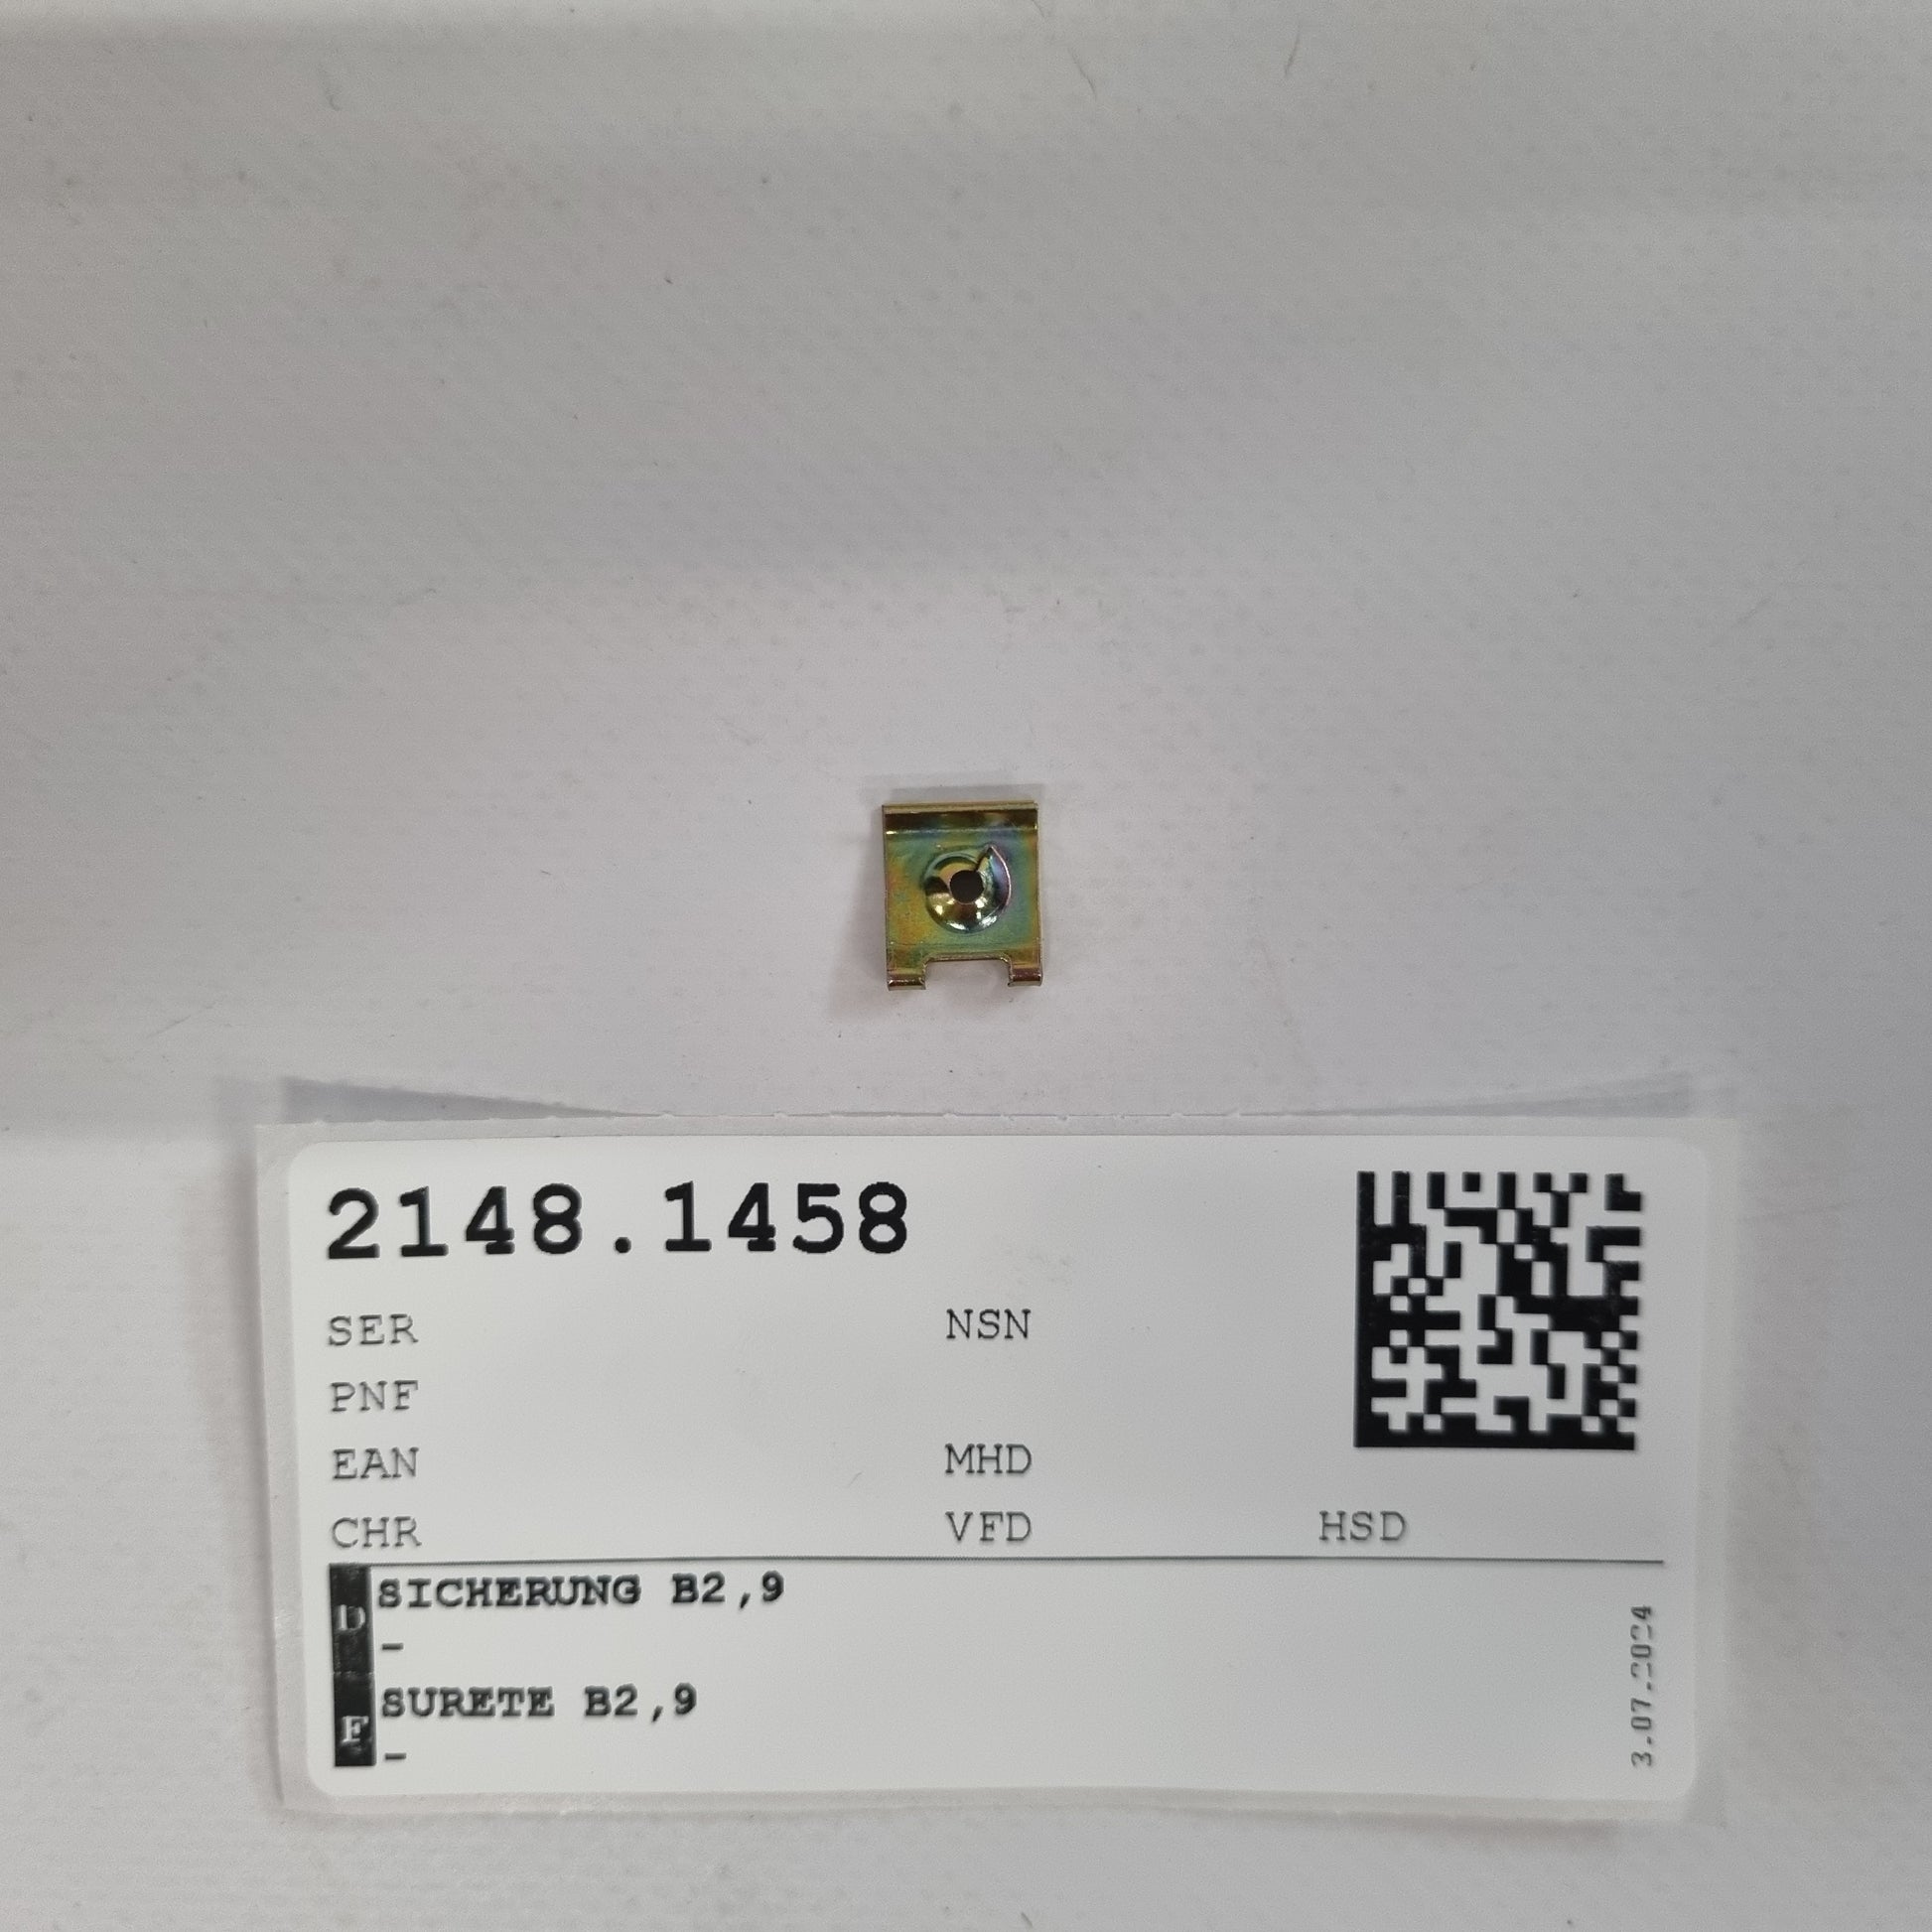 2148.1458
SER NSN
PNF
EAN MHD
CHR VFD HSD
D SICHERUNG B2,9
-
F SURETE B2,9
-
3.07.2024